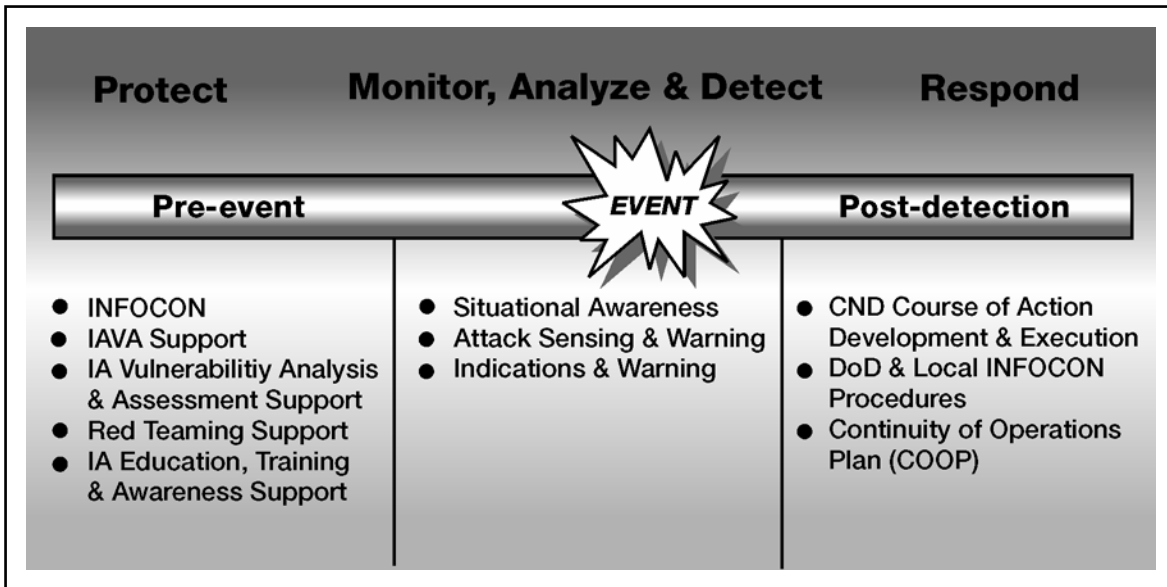 Protect
Monitor, Analyze & Detect
Respond
Pre-event
EVENT
Post-detection
● INFOCON
● IAVA Support
● IA Vulnerabilitiy Analysis
& Assessment Support
● Red Teaming Support
● IA Education, Training
& Awareness Support
● Situational Awareness
● Attack Sensing & Warning
● Indications & Warning
● CND Course of Action
Development & Execution
● DoD & Local INFOCON
Procedures
● Continuity of Operations
Plan (COOP)